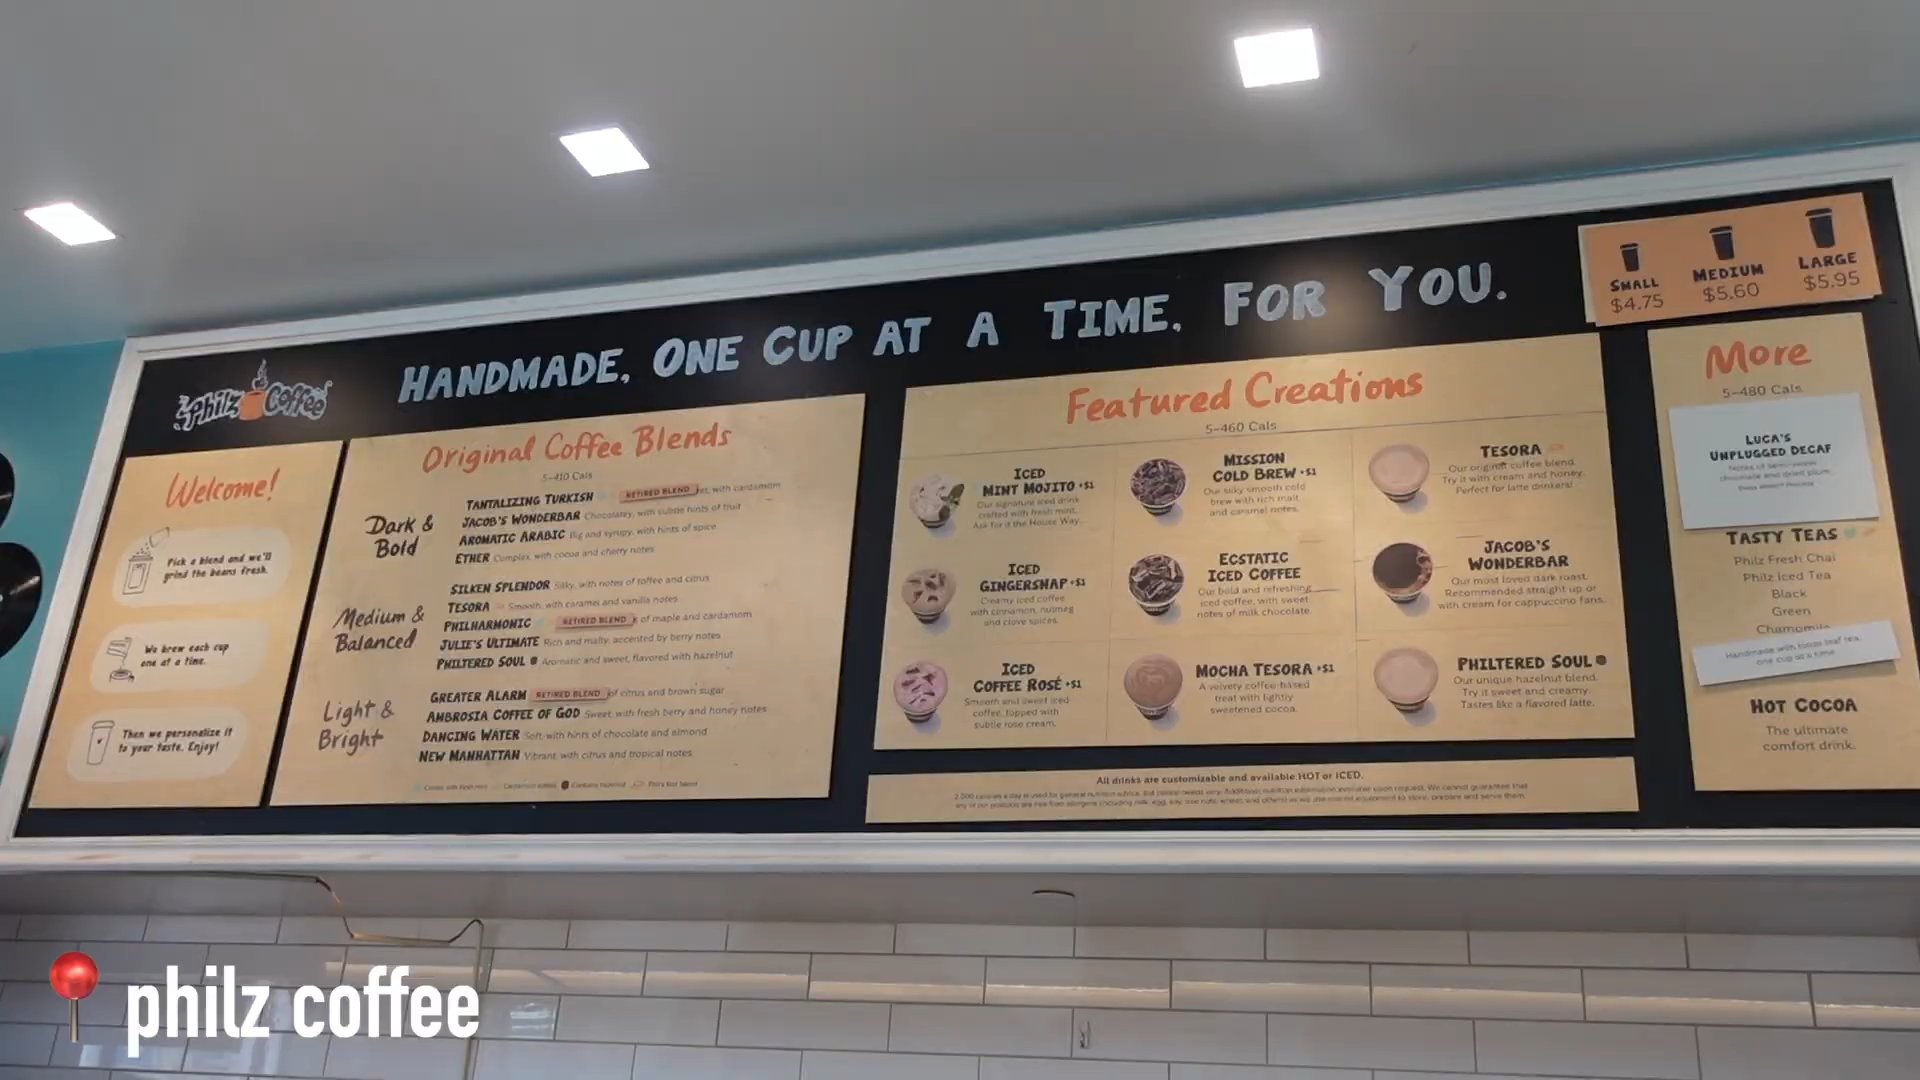 HANDMADE, ONE CUP AT A TIME. FOR YOU.
SMALL
$4.75
MEDIUM
$5.60
LARGE
$5.95
Philz Coffee
Welcome!
Pick a blend and we'll
grind the beans fresh.
We brew each cup
one at a time.
Then we personalize it
to your taste. Enjoy!
Original Coffee Blends
5-410 Cals
Dark &
Bold
TANTALIZING TURKISH RETIRED BLEND with cardamom
JACOB'S WONDERBAR Chocolatey, with subtle hints of fruit
AROMATIC ARABIC Big and syrupy, with hints of spice
ETHER Complex, with cocoa and cherry notes
Medium &
Balanced
SILKEN SPLENDOR Silky, with notes of toffee and citrus
TESORA Smooth, with caramel and vanilla notes
PHILHARMONIC RETIRED BLEND of maple and cardamom
JULIE'S ULTIMATE Rich and malty, accented by berry notes
PHILTERED SOUL Aromatic and sweet, flavored with hazelnut
Light &
Bright
GREATER ALARM RETIRED BLEND of citrus and brown sugar
AMBROSIA COFFEE OF GOD Sweet, with fresh berry and honey notes
DANCING WATER Soft, with hints of chocolate and almond
NEW MANHATTAN Vibrant, with citrus and tropical notes
Featured Creations
5-460 Cals
ICED
MINT MOJITO +$1
Our signature iced drink
crafted with fresh mint.
Ask for it the House Way.
MISSION
COLD BREW +$1
Our silky smooth cold
brew with rich malt
and caramel notes.
TESORA
Our original coffee blend.
Try it with cream and honey.
Perfect for latte drinkers!
ICED
GINGERSNAP +$1
Creamy iced coffee
with cinnamon, nutmeg
and clove spices.
ECSTATIC
ICED COFFEE
Our bold and refreshing
iced coffee, with sweet
notes of milk chocolate.
JACOB'S
WONDERBAR
Our most loved dark roast.
Recommended straight up or
with cream for cappuccino fans.
ICED
COFFEE ROSÉ +$1
Smooth and sweet iced
coffee, topped with
subtle rose cream.
MOCHA TESORA +$1
A velvety coffee-based
treat with lightly
sweetened cocoa.
PHILTERED SOUL
Our unique hazelnut blend.
Try it sweet and creamy.
Tastes like a flavored latte.
All drinks are customizable and available HOT or ICED.
More
5-480 Cals
LUCA'S
UNPLUGGED DECAF
Notes of semi-sweet
chocolate and dried plum
TASTY TEAS
Philz Fresh Chai
Philz Iced Tea
Black
Green
Chamomile
Handmade with loose leaf tea,
one cup at a time
HOT COCOA
The ultimate
comfort drink.
philz coffee